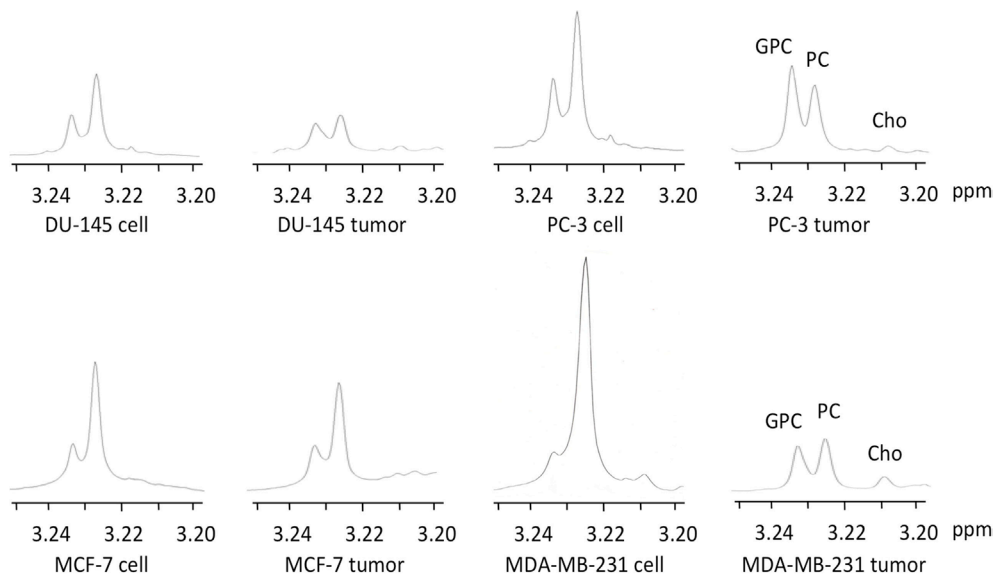 GPC PC
Cho
3.24 3.22 3.20 3.24 3.22 3.20 3.24 3.22 3.20 3.24 3.22 3.20 ppm
DU-145 cell DU-145 tumor PC-3 cell PC-3 tumor
GPC PC
Cho
3.24 3.22 3.20 3.24 3.22 3.20 3.24 3.22 3.20 3.24 3.22 3.20 ppm
MCF-7 cell MCF-7 tumor MDA-MB-231 cell MDA-MB-231 tumor